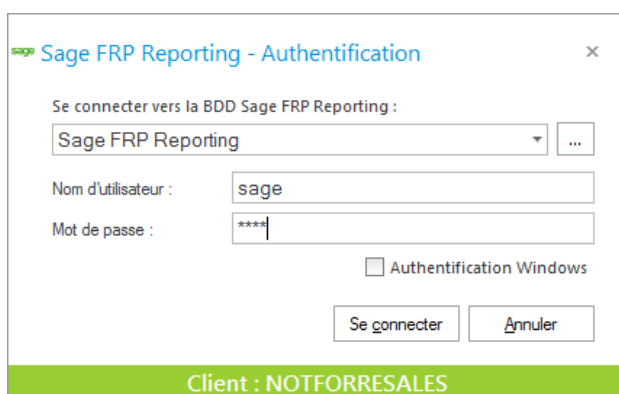 sage Sage FRP Reporting - Authentification
Se connecter vers la BDD Sage FRP Reporting :
Sage FRP Reporting
...
Nom d'utilisateur :
sage
Mot de passe :
****
Authentification Windows
Se connecter
Annuler
Client : NOTFORRESALES